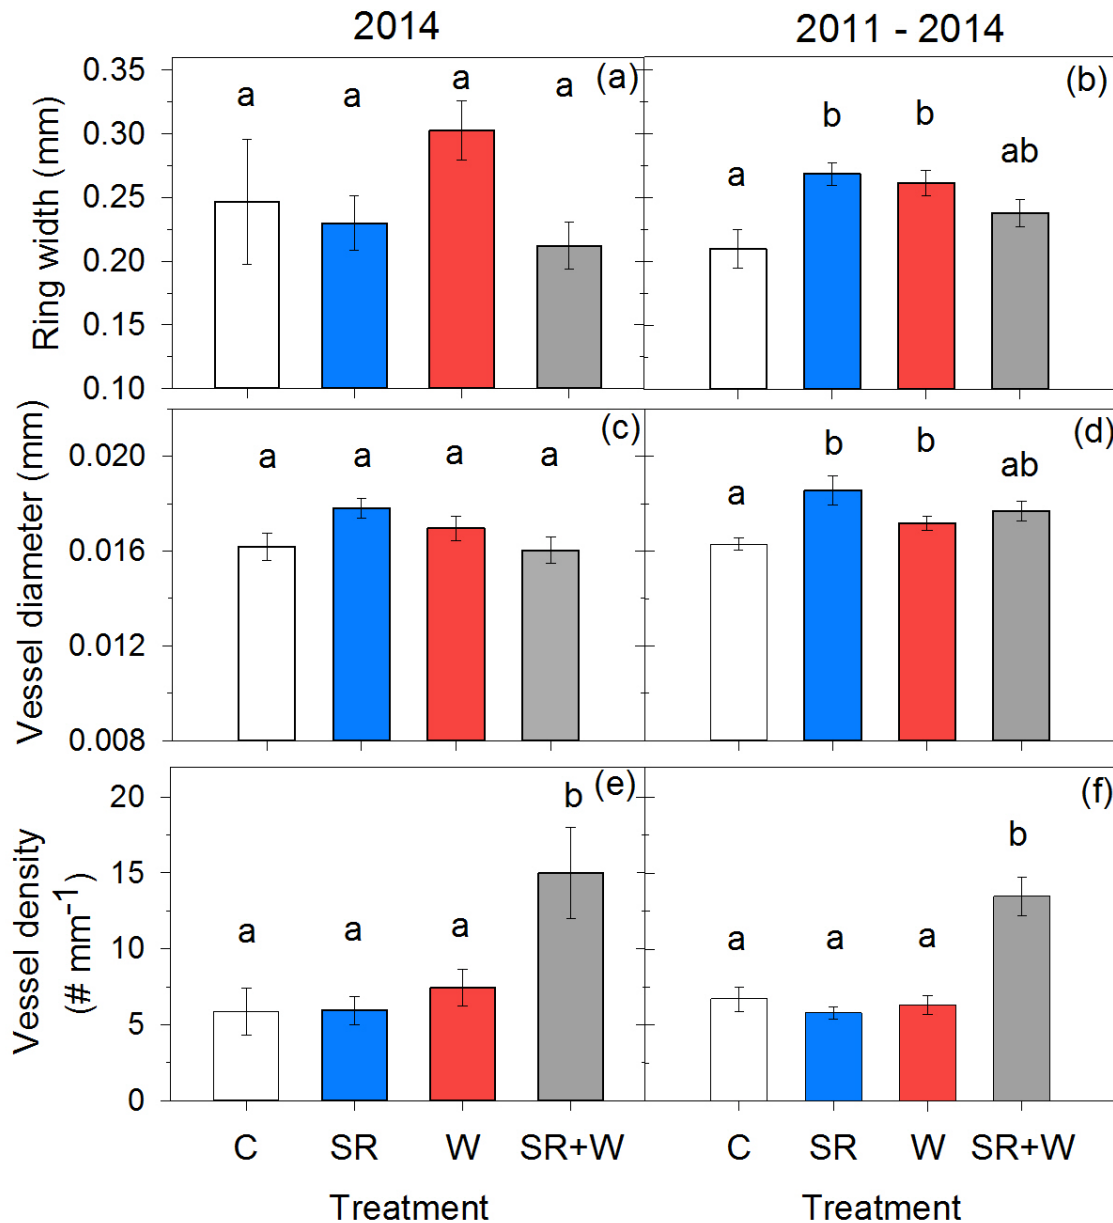 2014
2011 - 2014
Ring width (mm)
0.35
0.30
0.25
0.20
0.15
0.10
a
a
a
a
(a)
a
b
b
ab
(b)
Vessel diameter (mm)
0.020
0.016
0.012
0.008
a
a
a
a
(c)
a
b
b
ab
(d)
Vessel density
(# mm⁻¹)
20
15
10
5
0
a
a
a
b
(e)
a
a
a
b
(f)
C
SR
W
SR+W
C
SR
W
SR+W
Treatment
Treatment